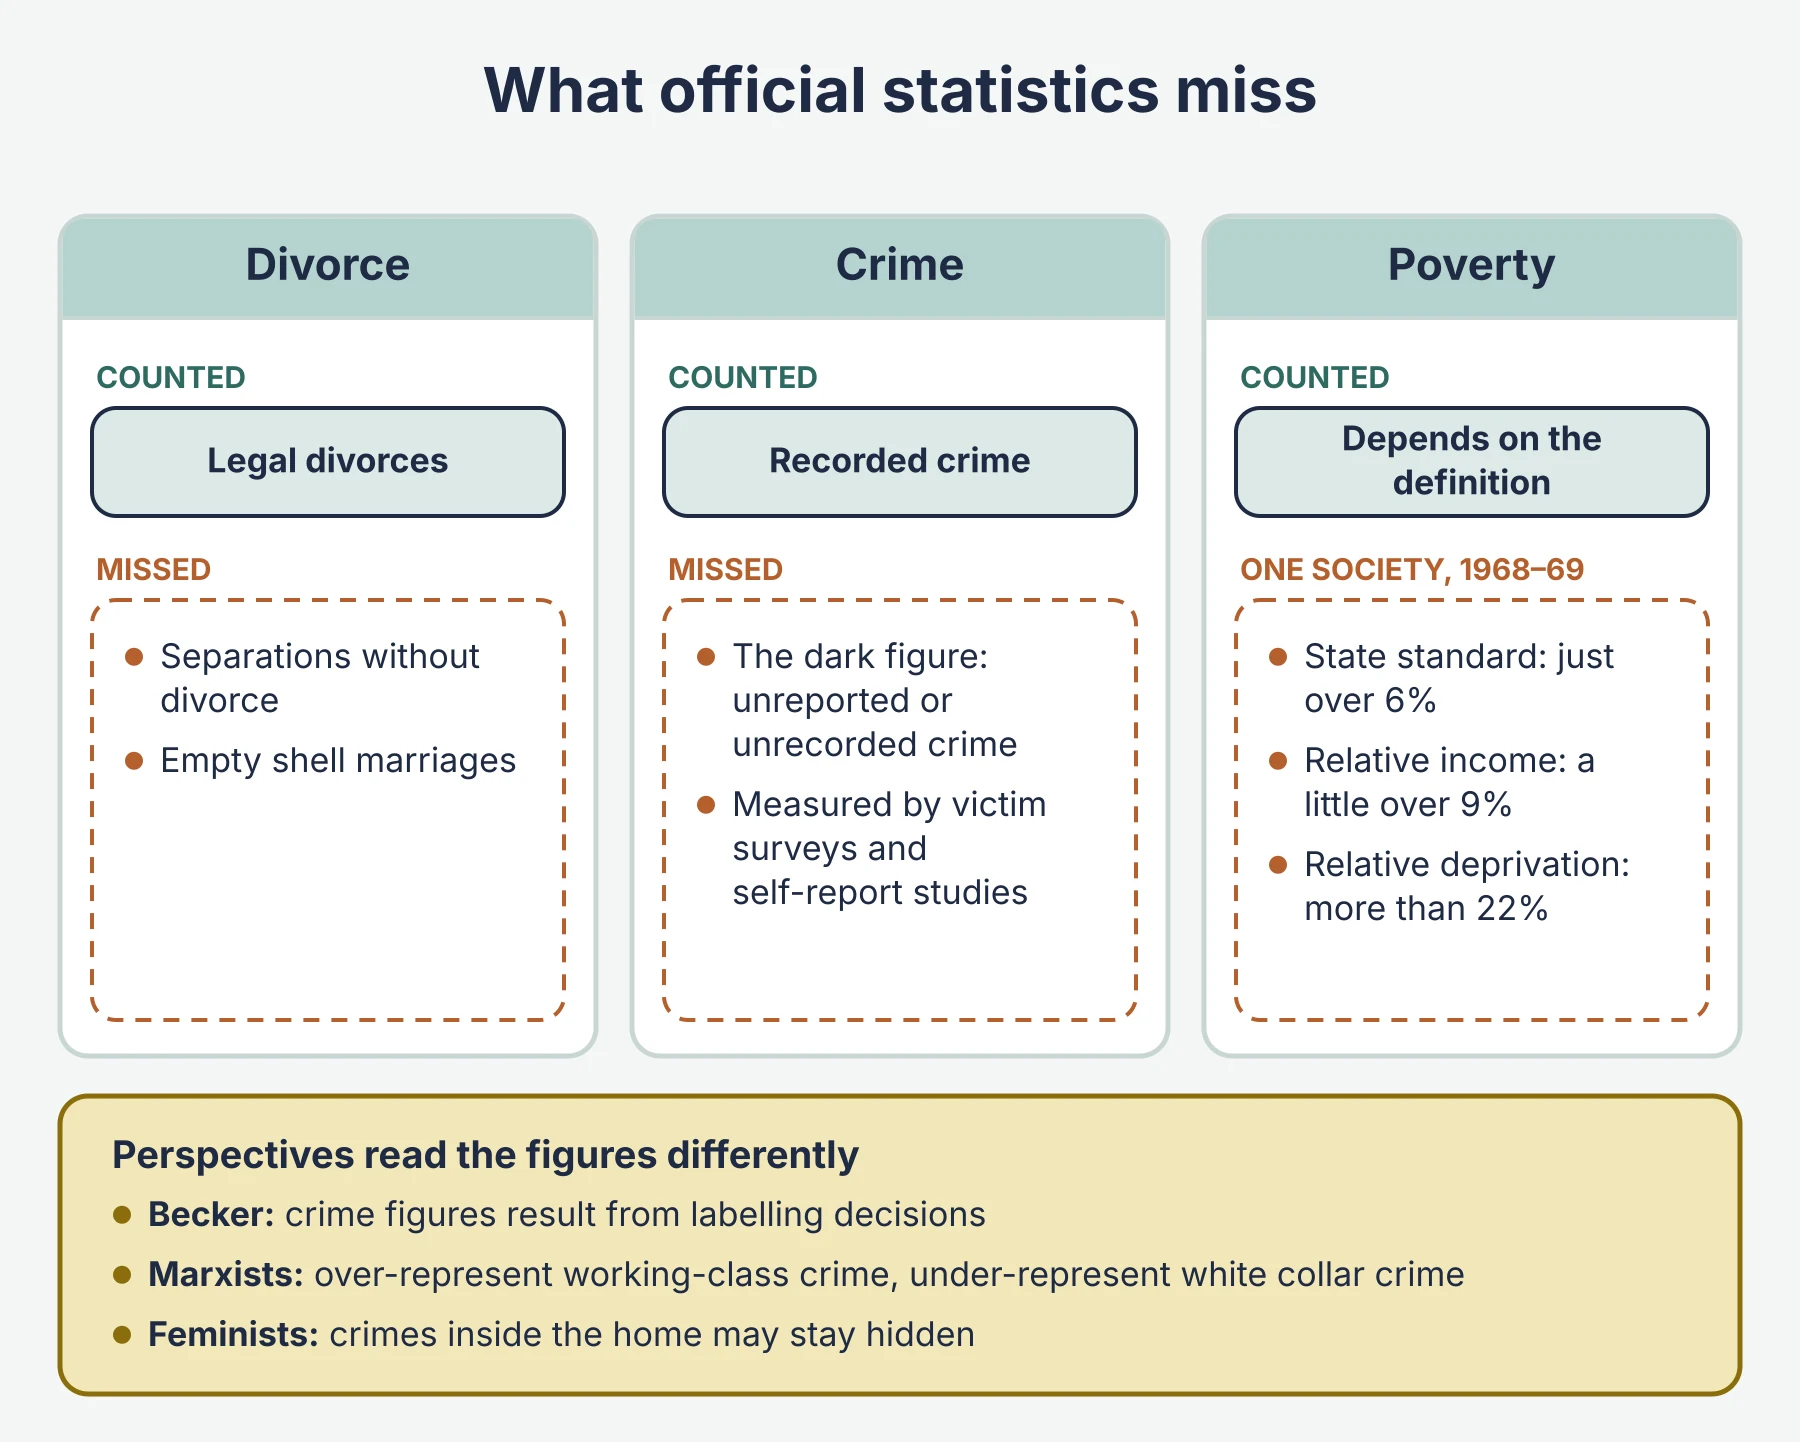 What official statistics miss
Divorce
COUNTED
Legal divorces
MISSED
Separations without
divorce
Empty shell marriages
Crime
COUNTED
Recorded crime
MISSED
The dark figure:
unreported or
unrecorded crime
Measured by victim
surveys and
self-report studies
Poverty
COUNTED
Depends on the
definition
ONE SOCIETY, 1968–69
State standard: just
over 6%
Relative income: a
little over 9%
Relative deprivation:
more than 22%
Perspectives read the figures differently
Becker: crime figures result from labelling decisions
Marxists: over-represent working-class crime, under-represent white collar crime
Feminists: crimes inside the home may stay hidden